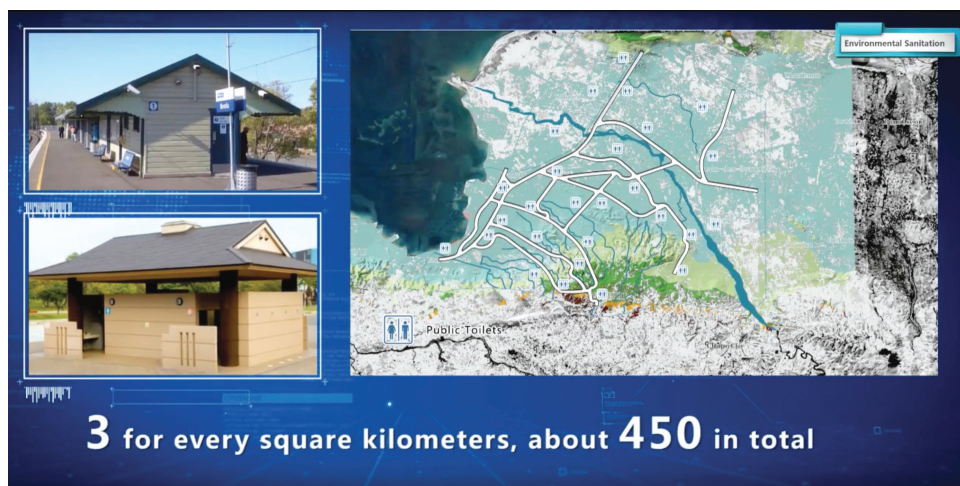 Environmental Sanitation
Public Toilets
3 for every square kilometers, about 450 in total